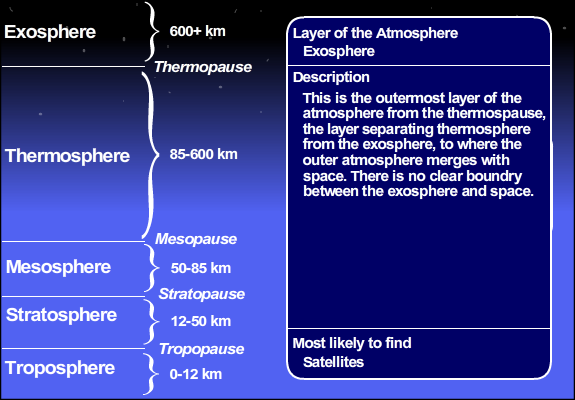 Exosphere
600+ km
Thermopause
Thermosphere
85-600 km
Mesopause
Mesosphere
50-85 km
Stratopause
Stratosphere
12-50 km
Tropopause
Troposphere
0-12 km
Layer of the Atmosphere
Exosphere
Description
This is the outermost layer of the
atmosphere from the thermospause,
the layer separating thermosphere
from the exosphere, to where the
outer atmosphere merges with
space. There is no clear boundry
between the exosphere and space.
Most likely to find
Satellites